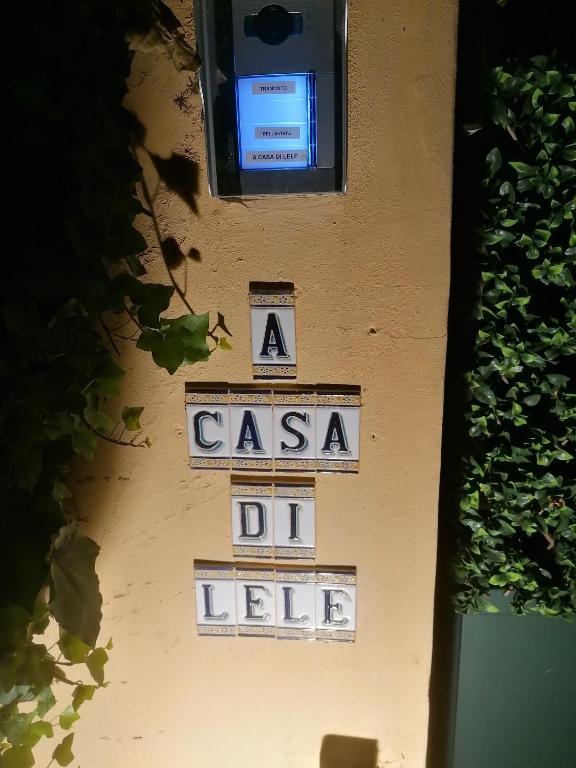 TRAMONTO
BELLAVISTA
A CASA DI LELE
A
CASA
DI
LELE